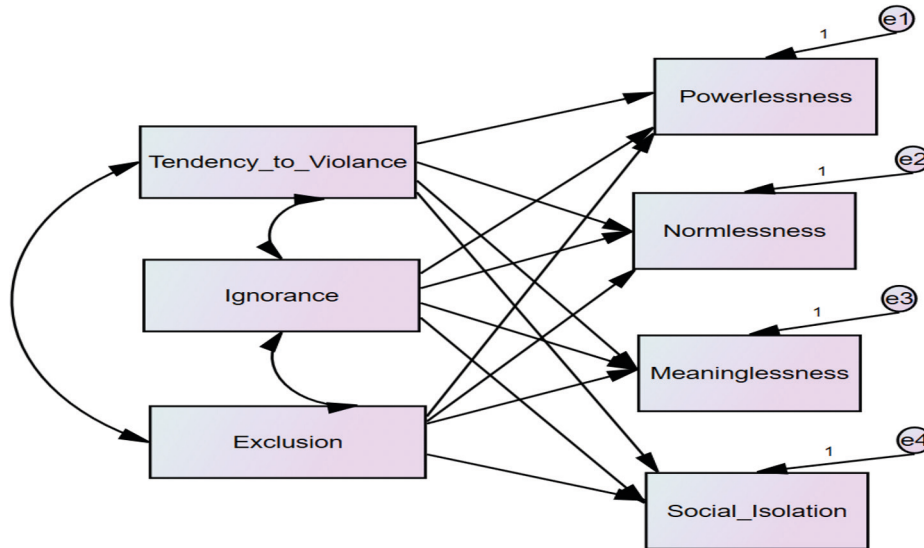 e1
1
Powerlessness
Tendency_to_Violance
e2
1
Normlessness
Ignorance
e3
1
Meaninglessness
Exclusion
e4
1
Social_Isolation